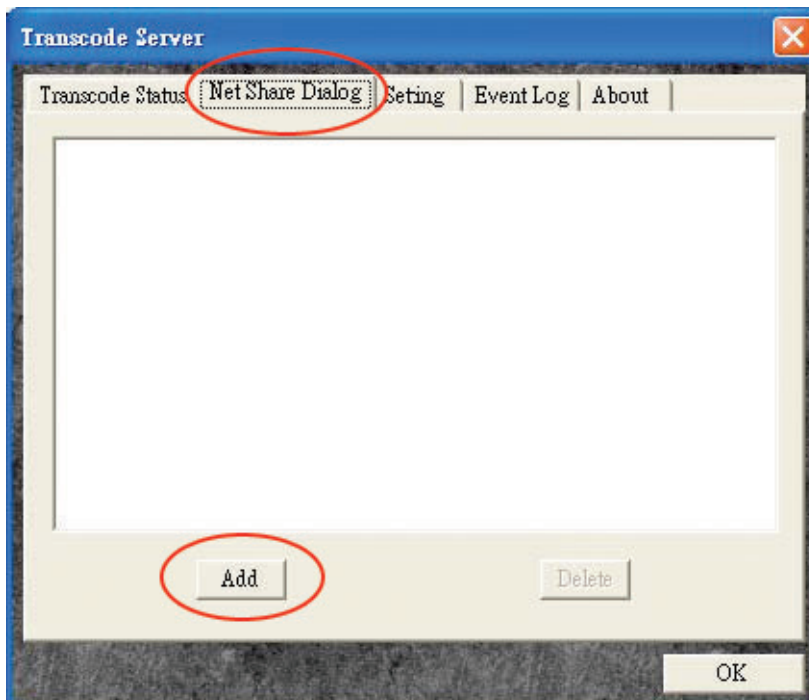 Transcode Server
Transcode Status Net Share Dialog Seting Event Log About
Add Delete
OK